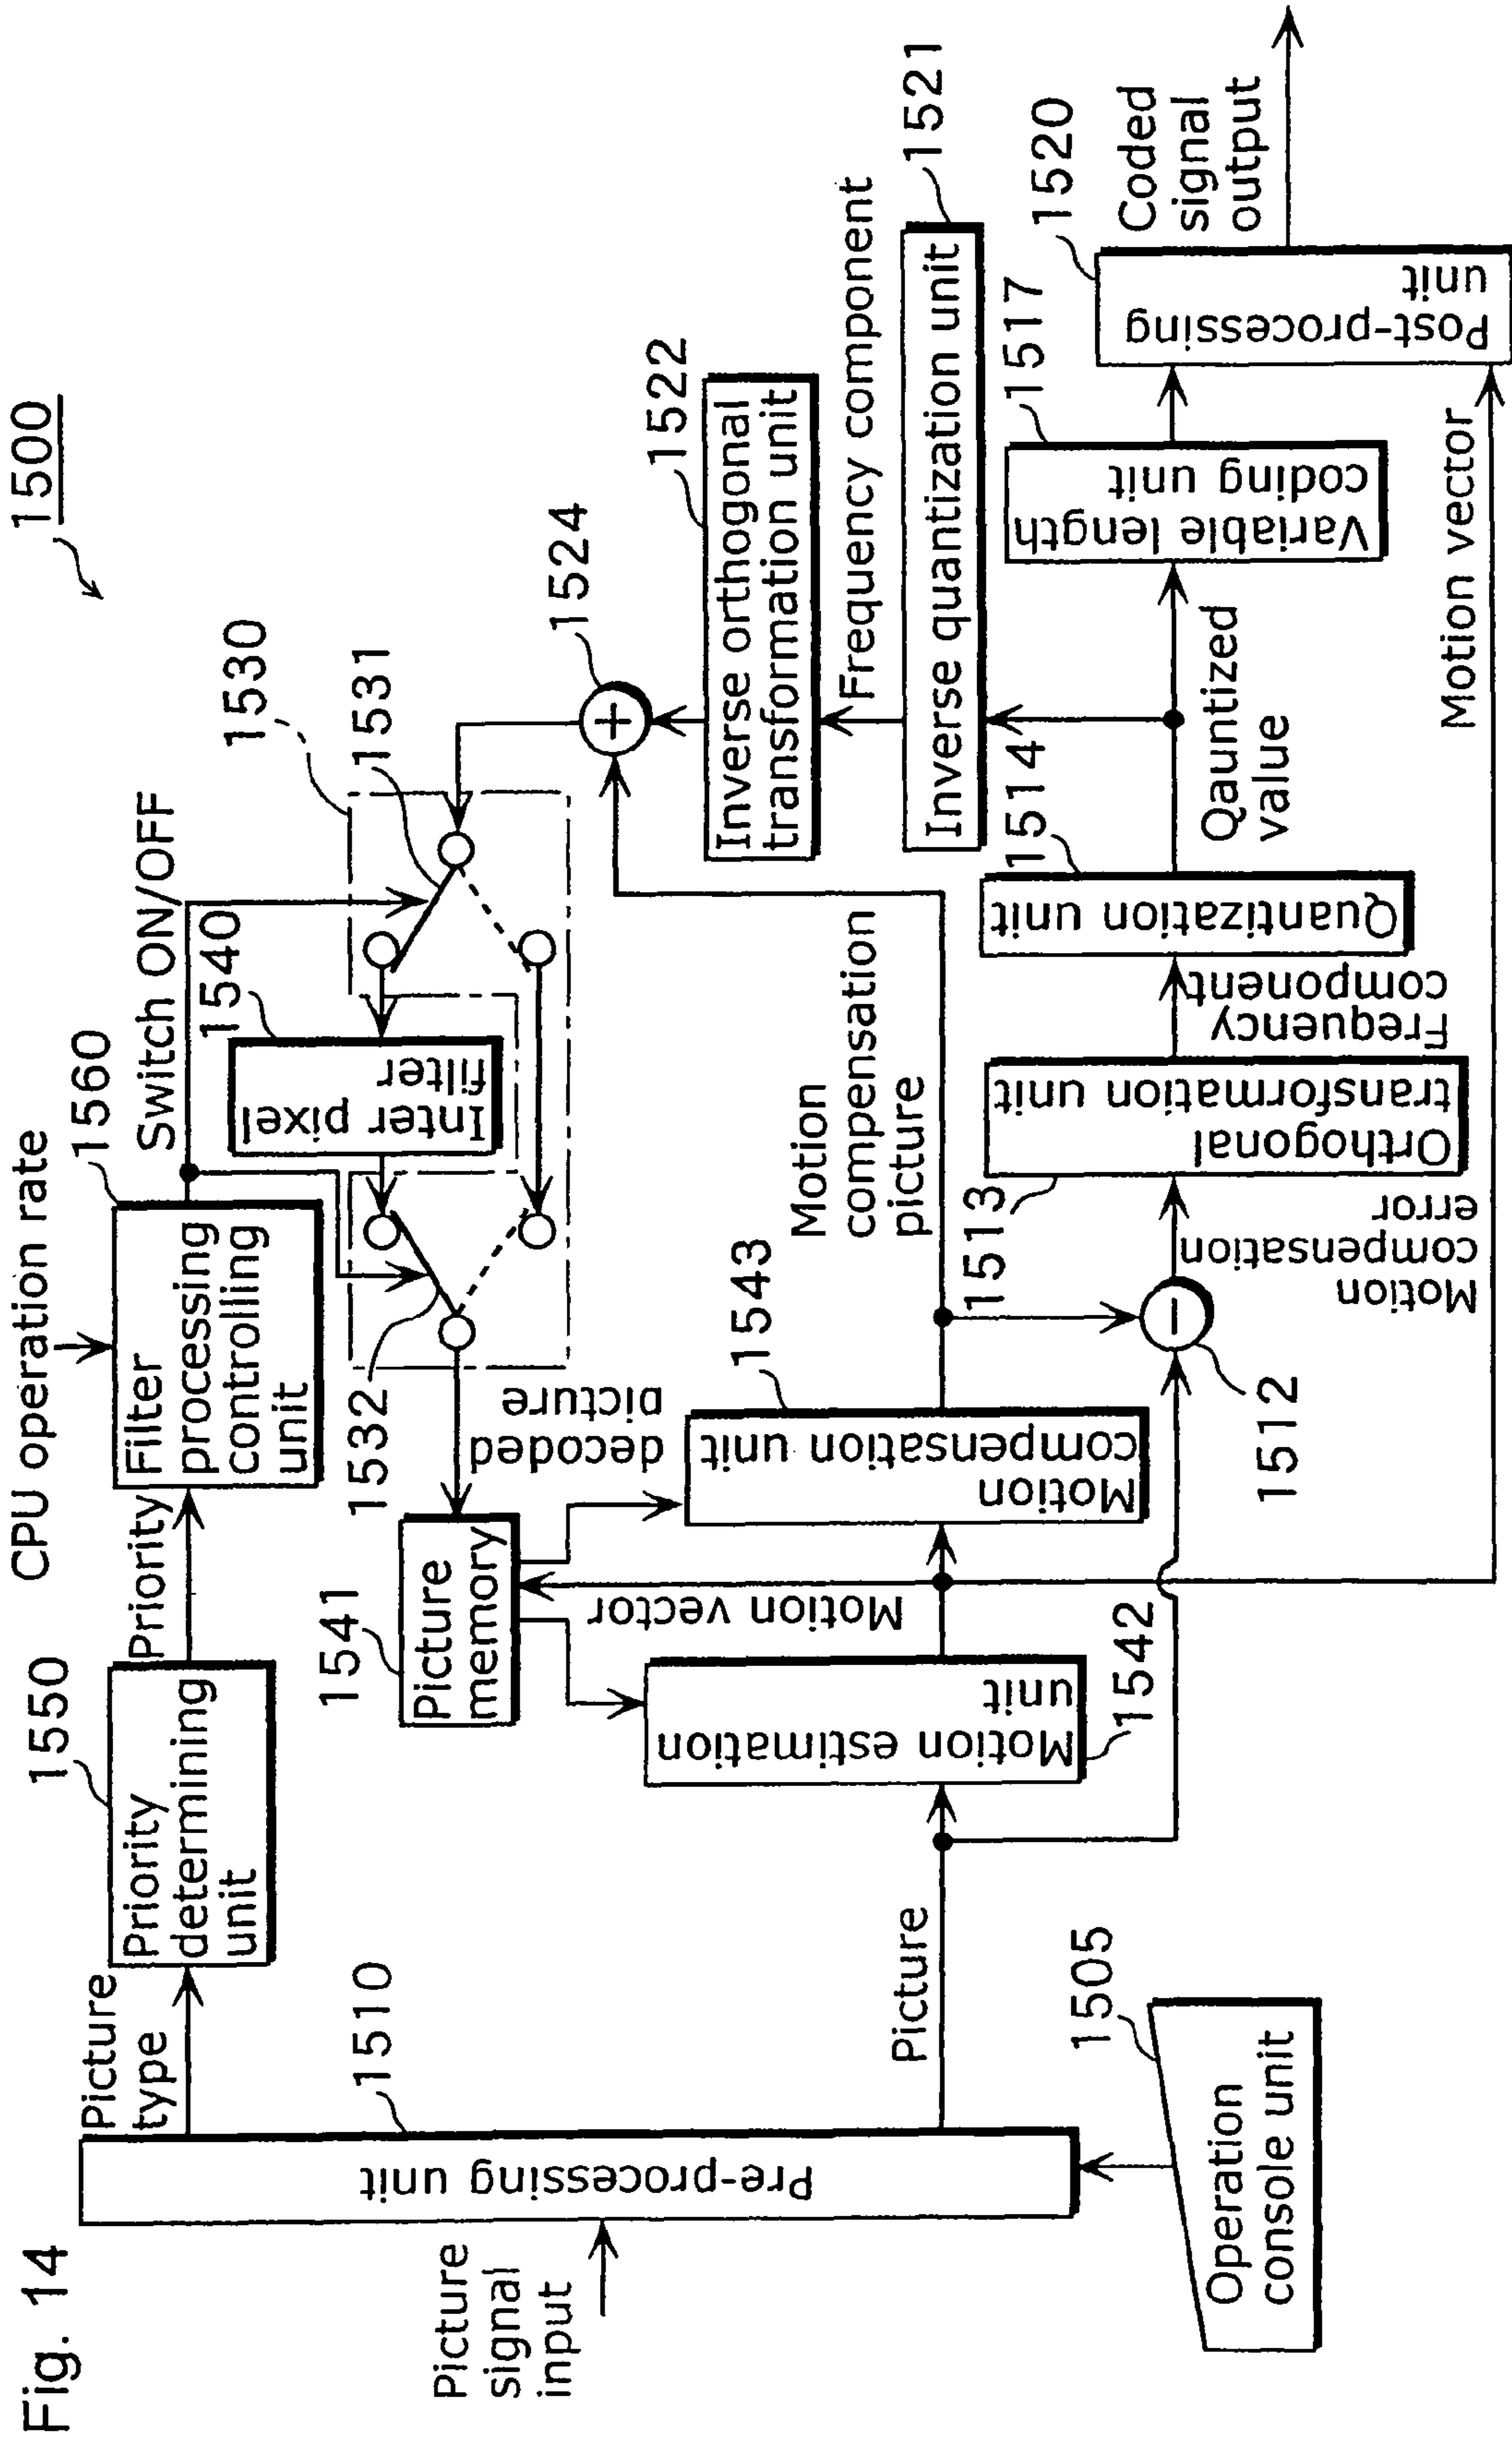 Fig. 14
1500
CPU operation rate
Picture
type
1550
Priority
determining
unit
Priority
1560
Filter
processing
controlling
unit
Switch ON/OFF
1530
1531
1540
Inter pixel
filter
1532
1524
1541
Picture
memory
decoded
picture
1510
Pre-processing unit
Picture
signal
input
Picture
Motion estimation
unit
1542
Motion vector
Motion
compensation unit
1543
Motion
compensation
picture
1522
Inverse orthogonal
transformation unit
Frequency component
1521
Inverse quantization unit
1512
Motion
compensation
error
1513
Orthogonal
transformation unit
Frequency
component
1514
Quantization unit
Qauntized
value
1517
Variable length
coding unit
1520
Post-processing
unit
Coded
signal
output
Motion vector
1505
Operation
console unit